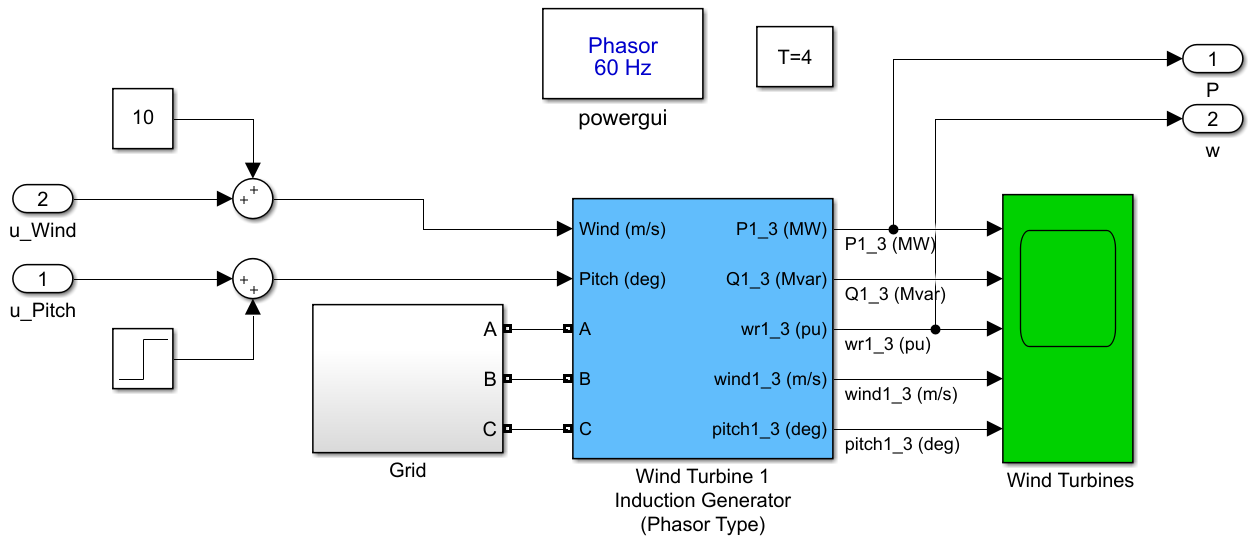 Phasor
60 Hz
powergui
T=4
1
P
2
w
10
2
u_Wind
1
u_Pitch
+
+
+
+
Wind (m/s)
Pitch (deg)
A
B
C
P1_3 (MW)
Q1_3 (Mvar)
wr1_3 (pu)
wind1_3 (m/s)
pitch1_3 (deg)
P1_3 (MW)
Q1_3 (Mvar)
wr1_3 (pu)
wind1_3 (m/s)
pitch1_3 (deg)
A
B
C
Grid
Wind Turbine 1
Induction Generator
(Phasor Type)
Wind Turbines